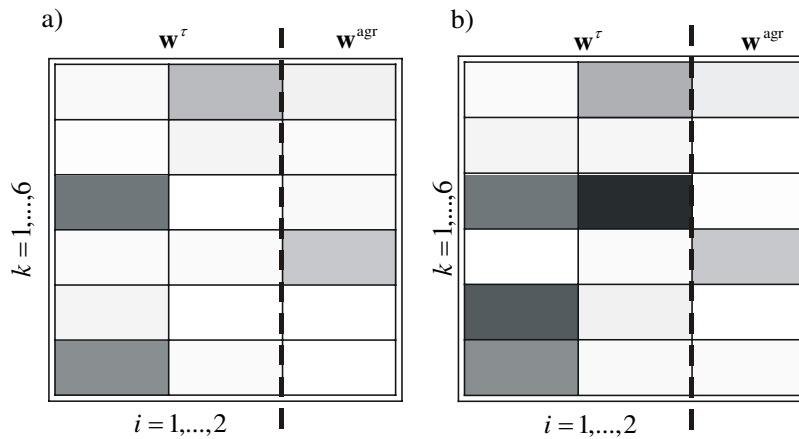 a)
𝐰^τ 𝐰^agr
k = 1,...,6
i = 1,...,2
b)
𝐰^τ 𝐰^agr
k = 1,...,6
i = 1,...,2